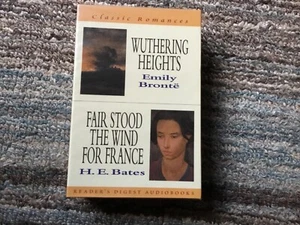 Classic Romances
WUTHERING
HEIGHTS
Emily
Brontë
FAIR STOOD
THE WIND
FOR FRANCE
H. E. Bates
READER'S DIGEST AUDIOBOOKS